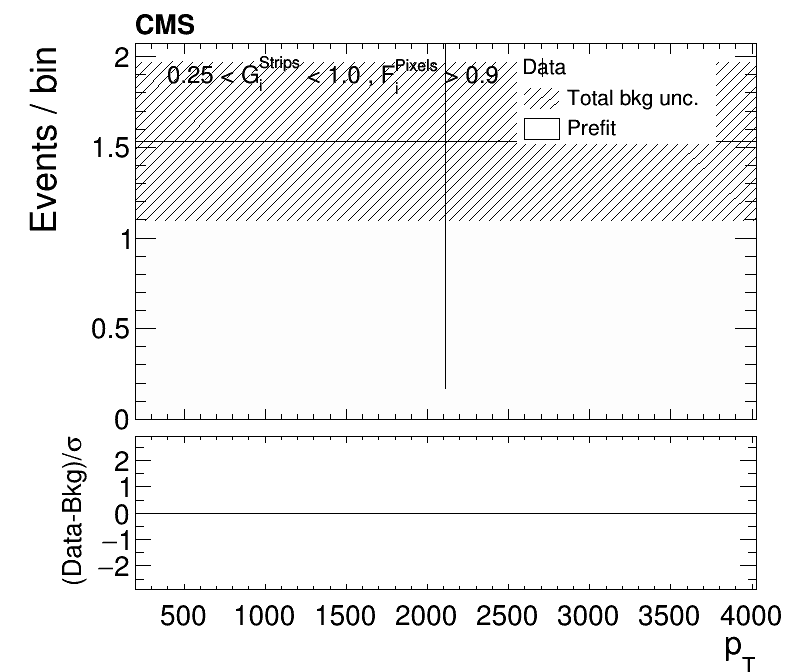 CMS
Events / bin
2
1.5
1
0.5
0
0.25 < G_i^Strips < 1.0 , F_i^Pixels > 0.9
Data
Total bkg unc.
Prefit
(Data-Bkg)/σ
2
1
0
−1
−2
500 1000 1500 2000 2500 3000 3500 4000
p_T